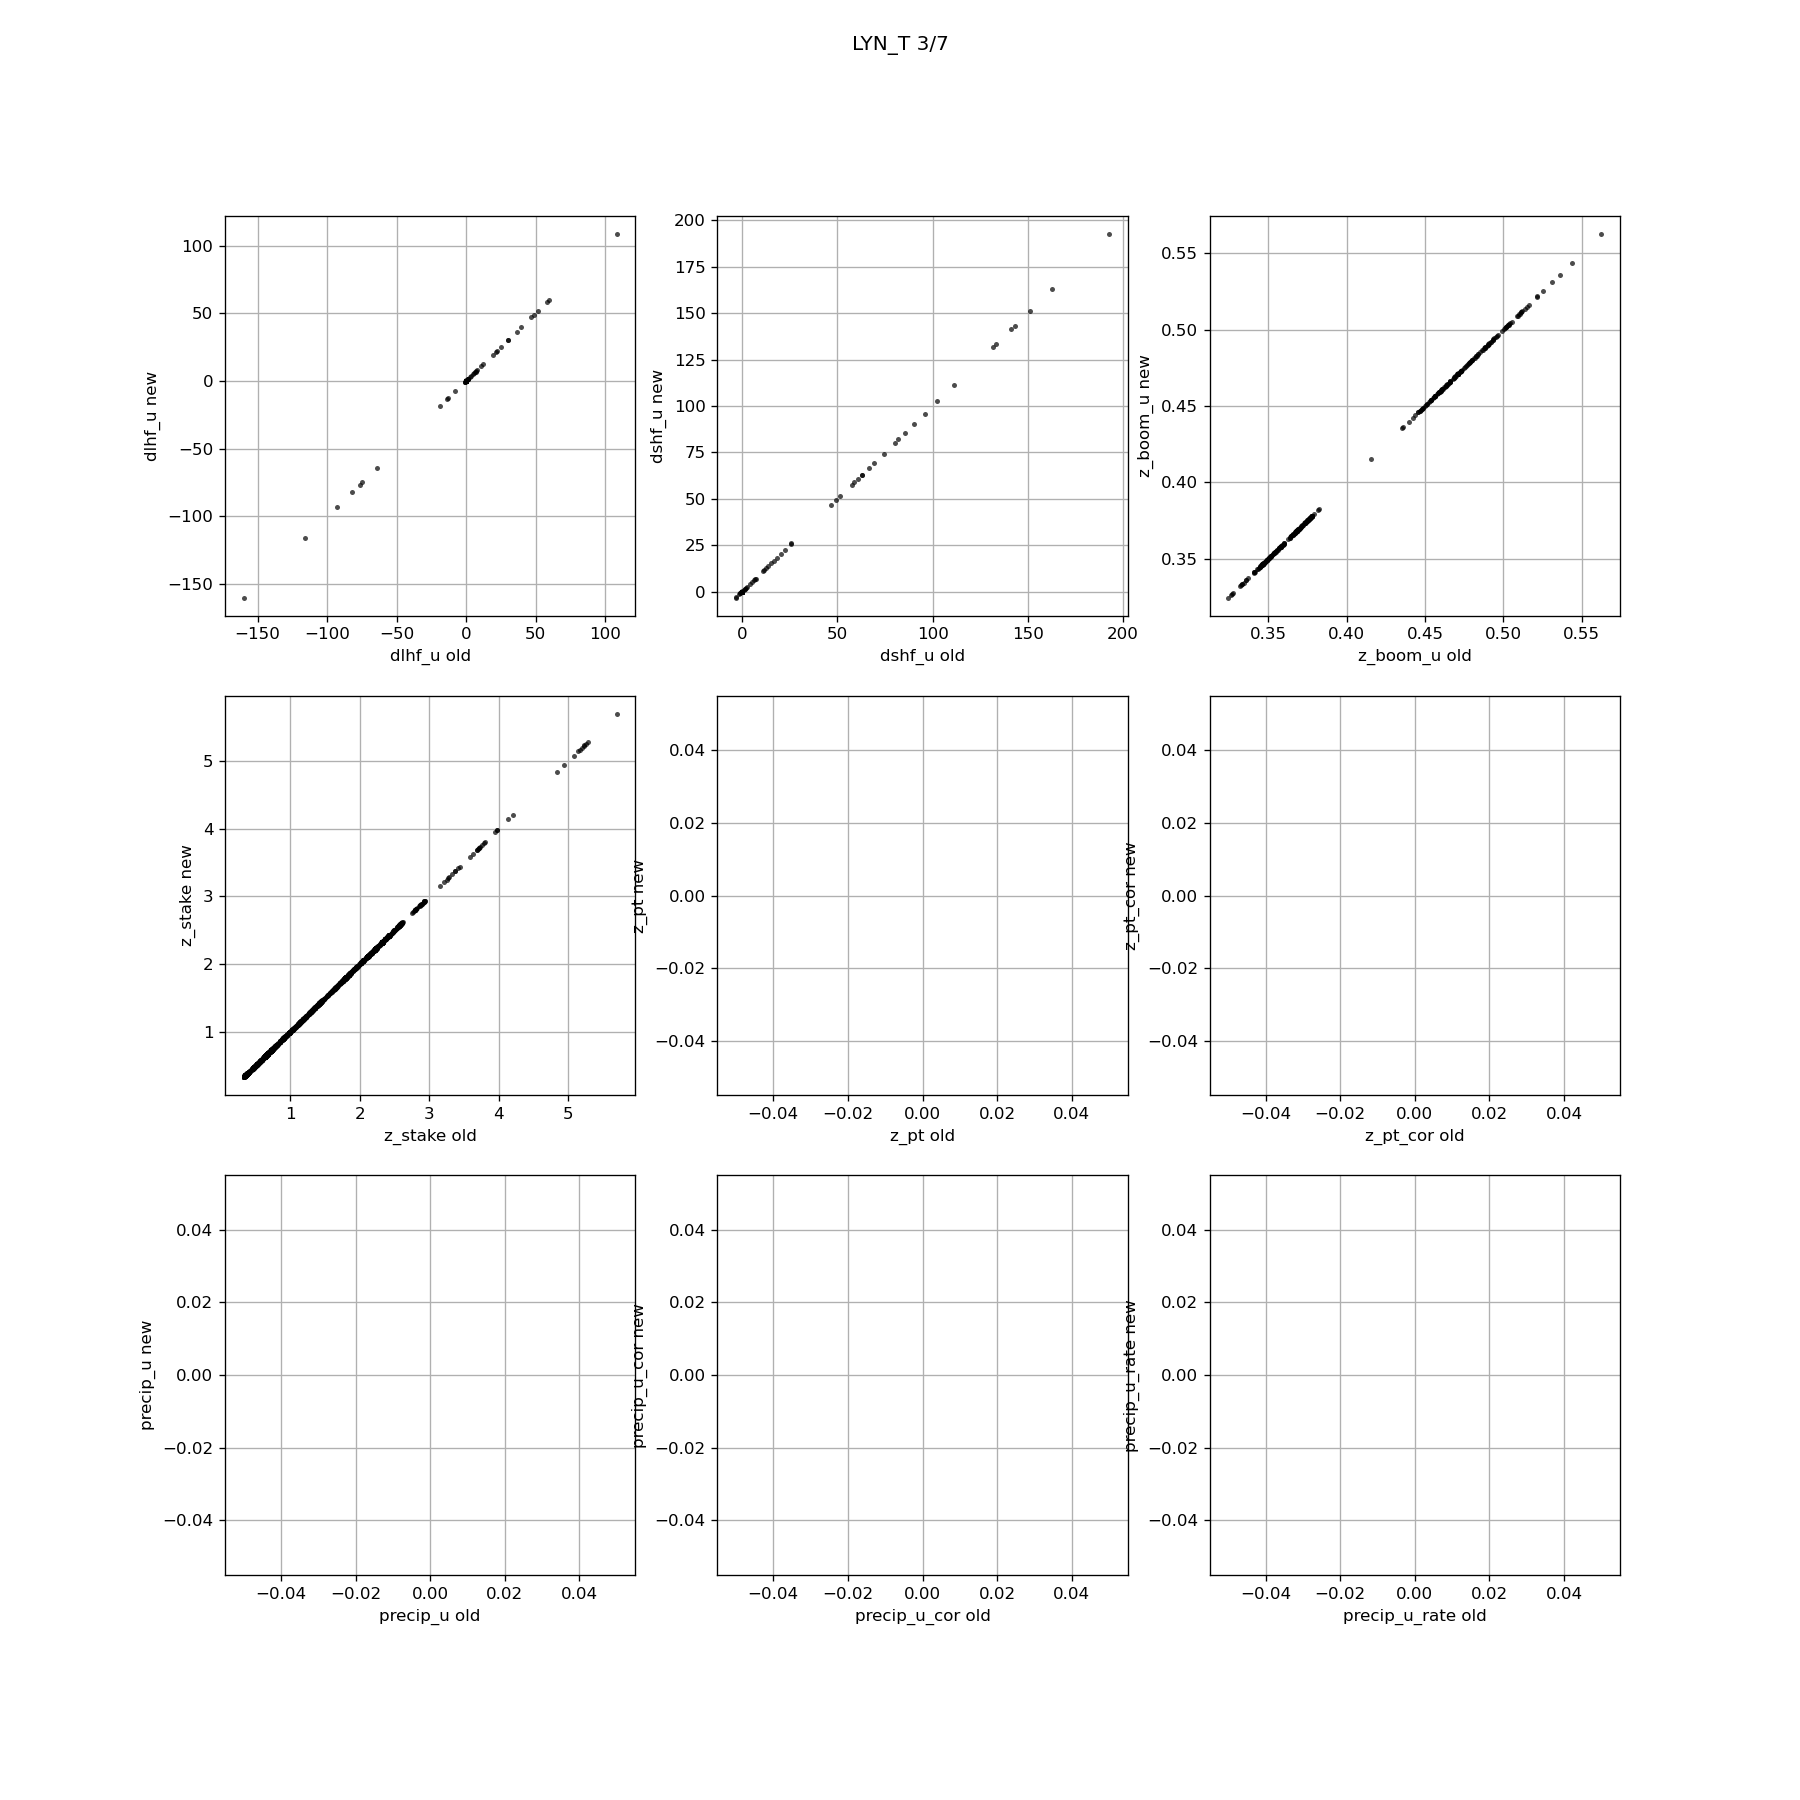 LYN_T 3/7
100
50
0
−50
−100
−150
dlhf_u new
−150 −100 −50 0 50 100
dlhf_u old
200
175
150
125
100
75
50
25
0
dshf_u new
0 50 100 150 200
dshf_u old
0.55
0.50
0.45
0.40
0.35
z_boom_u new
0.35 0.40 0.45 0.50 0.55
z_boom_u old
5
4
3
2
1
z_stake new
1 2 3 4 5
z_stake old
0.04
0.02
0.00
−0.02
−0.04
z_pt new
−0.04 −0.02 0.00 0.02 0.04
z_pt old
0.04
0.02
0.00
−0.02
−0.04
z_pt_cor new
−0.04 −0.02 0.00 0.02 0.04
z_pt_cor old
0.04
0.02
0.00
−0.02
−0.04
precip_u new
−0.04 −0.02 0.00 0.02 0.04
precip_u old
0.04
0.02
0.00
−0.02
−0.04
precip_u_cor new
−0.04 −0.02 0.00 0.02 0.04
precip_u_cor old
0.04
0.02
0.00
−0.02
−0.04
precip_u_rate new
−0.04 −0.02 0.00 0.02 0.04
precip_u_rate old